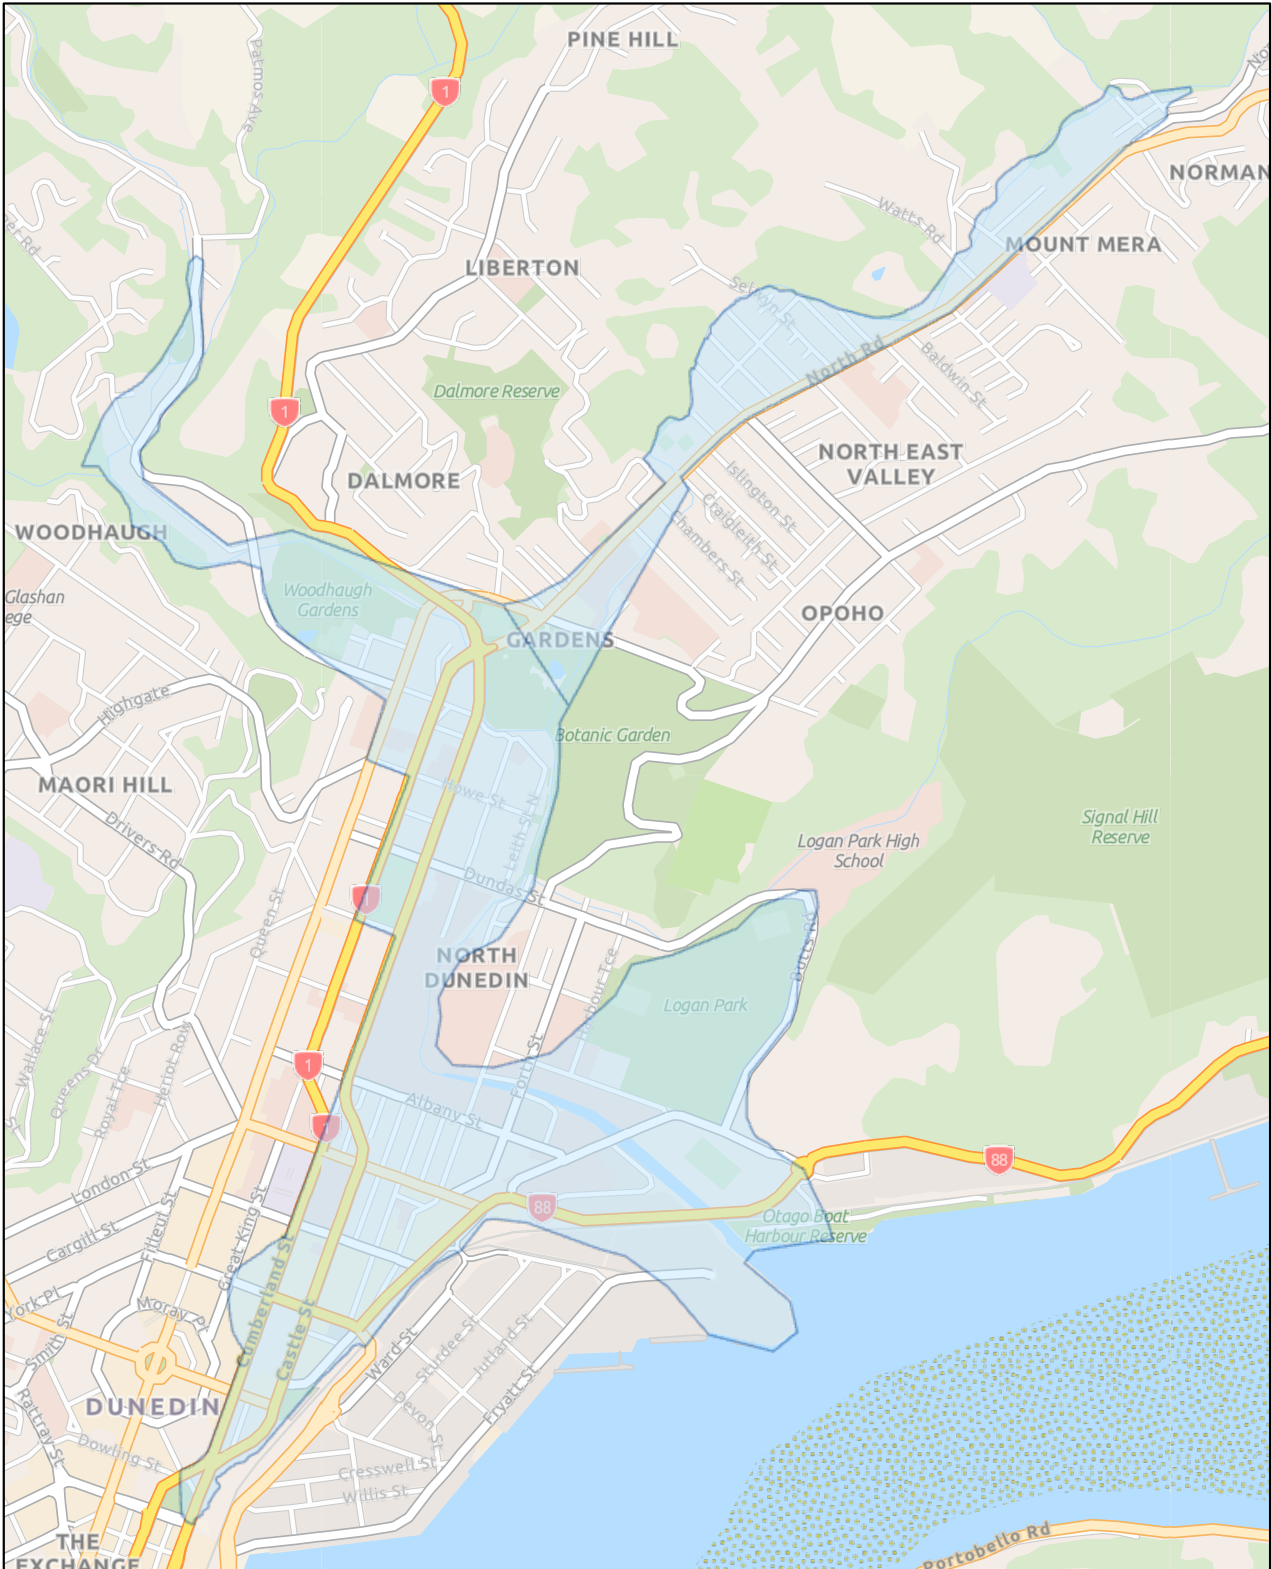 PINE HILL
Patmos Ave
1
NORMAN
Watts Rd
MOUNT MERA
LIBERTON
Selwyn St
North Rd
Baldwin St
Dalmore Reserve
1
NORTH EAST
VALLEY
DALMORE
Islington St
Craigleith St
Chambers St
WOODHAUGH
Woodhaugh
Gardens
Glashan
ege
OPOHO
GARDENS
Highgate
Botanic Garden
MAORI HILL
Howe St
Drivers Rd
Leith St N
Signal Hill
Reserve
Logan Park High
School
Dundas St
1
Queen St
Butts Rd
NORTH
DUNEDIN
Harbour Tce
Logan Park
Wallace St
Queens Dr
Royal Tce
Heriot Row
1
Forth St
Albany St
1
88
London St
88
Cargill St
Filleul St
Great King St
Otago Boat
Harbour Reserve
York Pl
Moray Pl
Smith St
Cumberland St
Castle St
Ward St
Sturdee St
Jutland St
Fryatt St
Devon St
DUNEDIN
Rattray St
Dowling St
Cresswell St
Willis St
THE
EXCHANGE
Portobello Rd